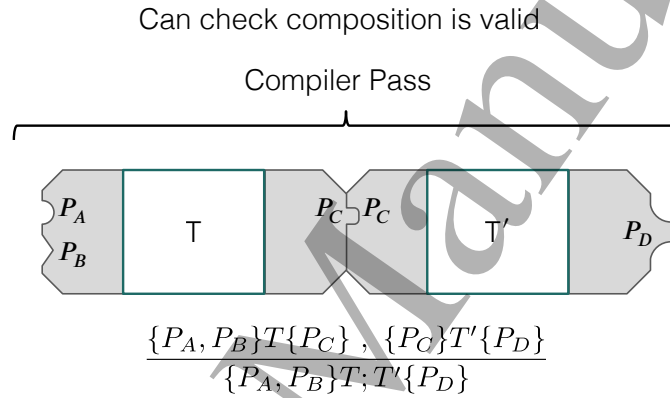 Can check composition is valid
Compiler Pass
P_A P_C P_C
T T′
P_B P_D
{P_A, P_B}T{P_C} , {P_C}T′{P_D}
{P_A, P_B}T; T′{P_D}
Manu